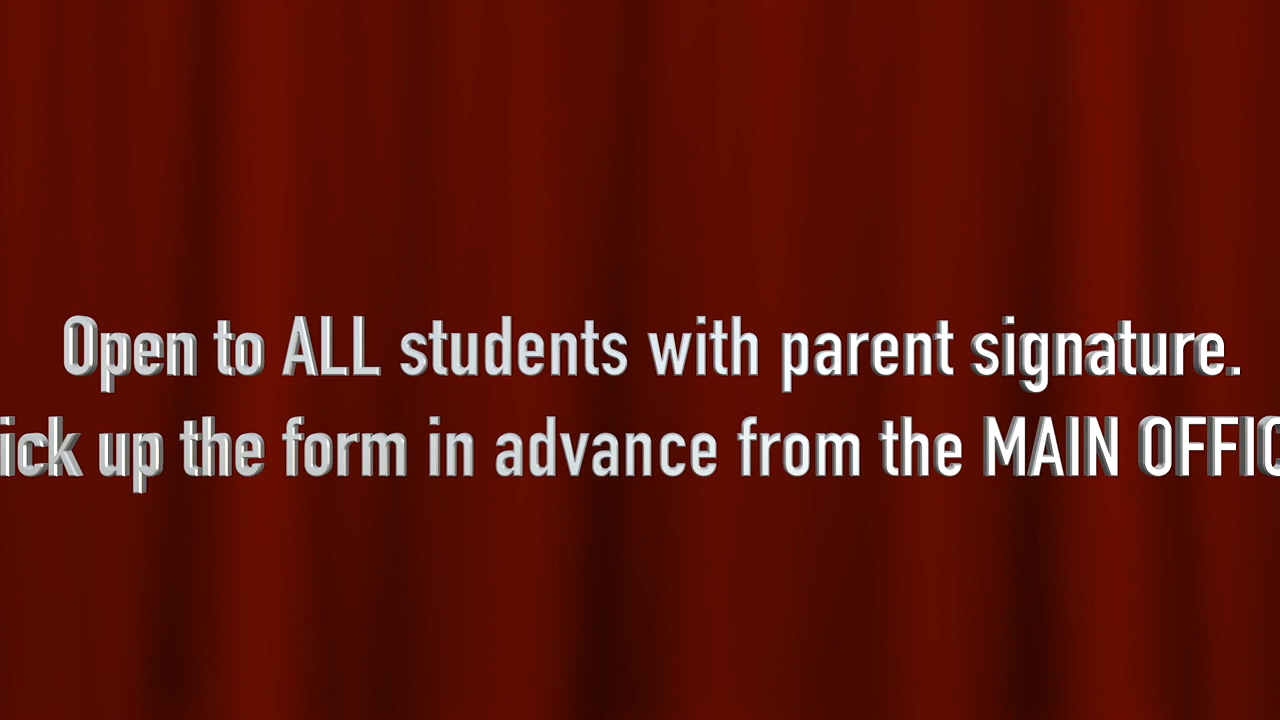 Open to ALL students with parent signature.
ick up the form in advance from the MAIN OFFIC